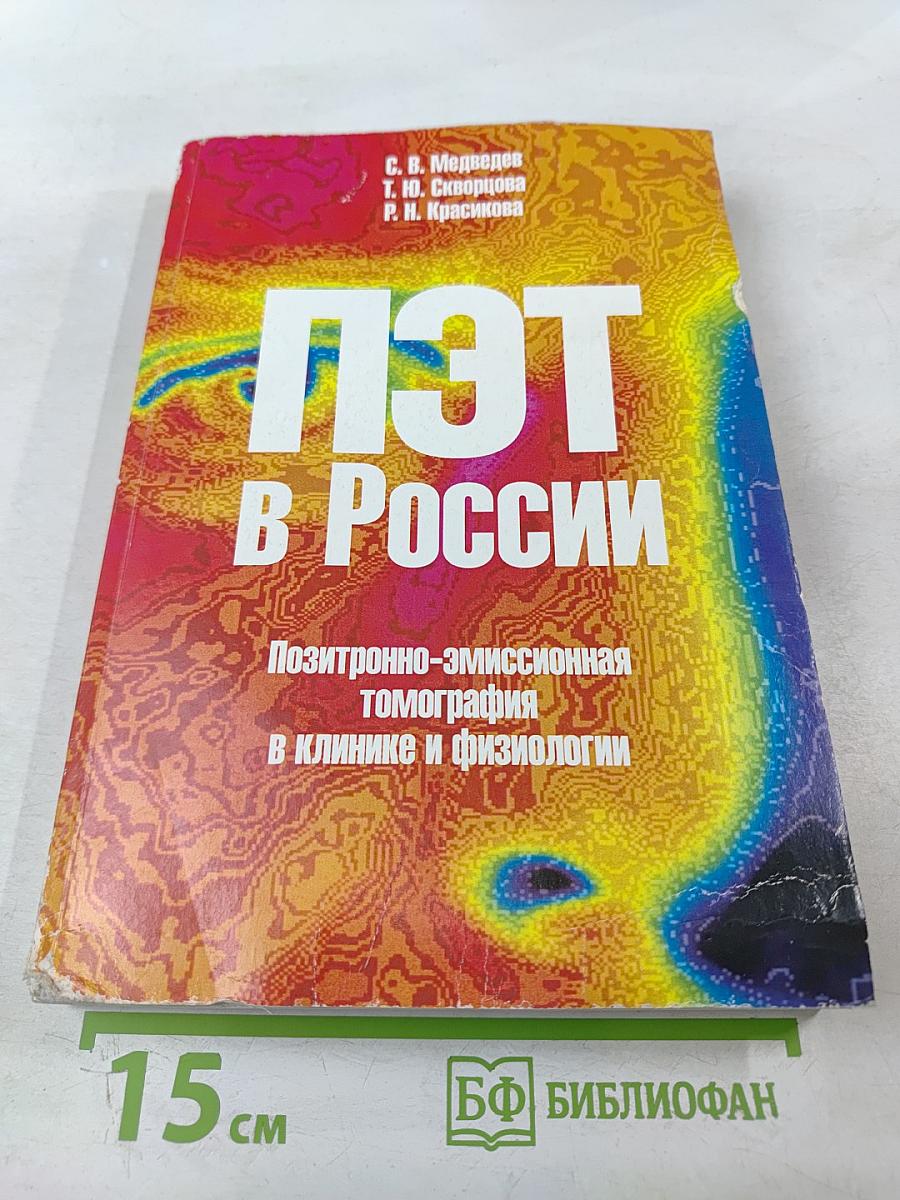 С. В. Медведев
Т. Ю. Скворцова
Р. Н. Красикова
ПЭТ
в России
Позитронно-эмиссионная
томография
в клинике и физиологии
15 см
БФ БИБЛИОФАН